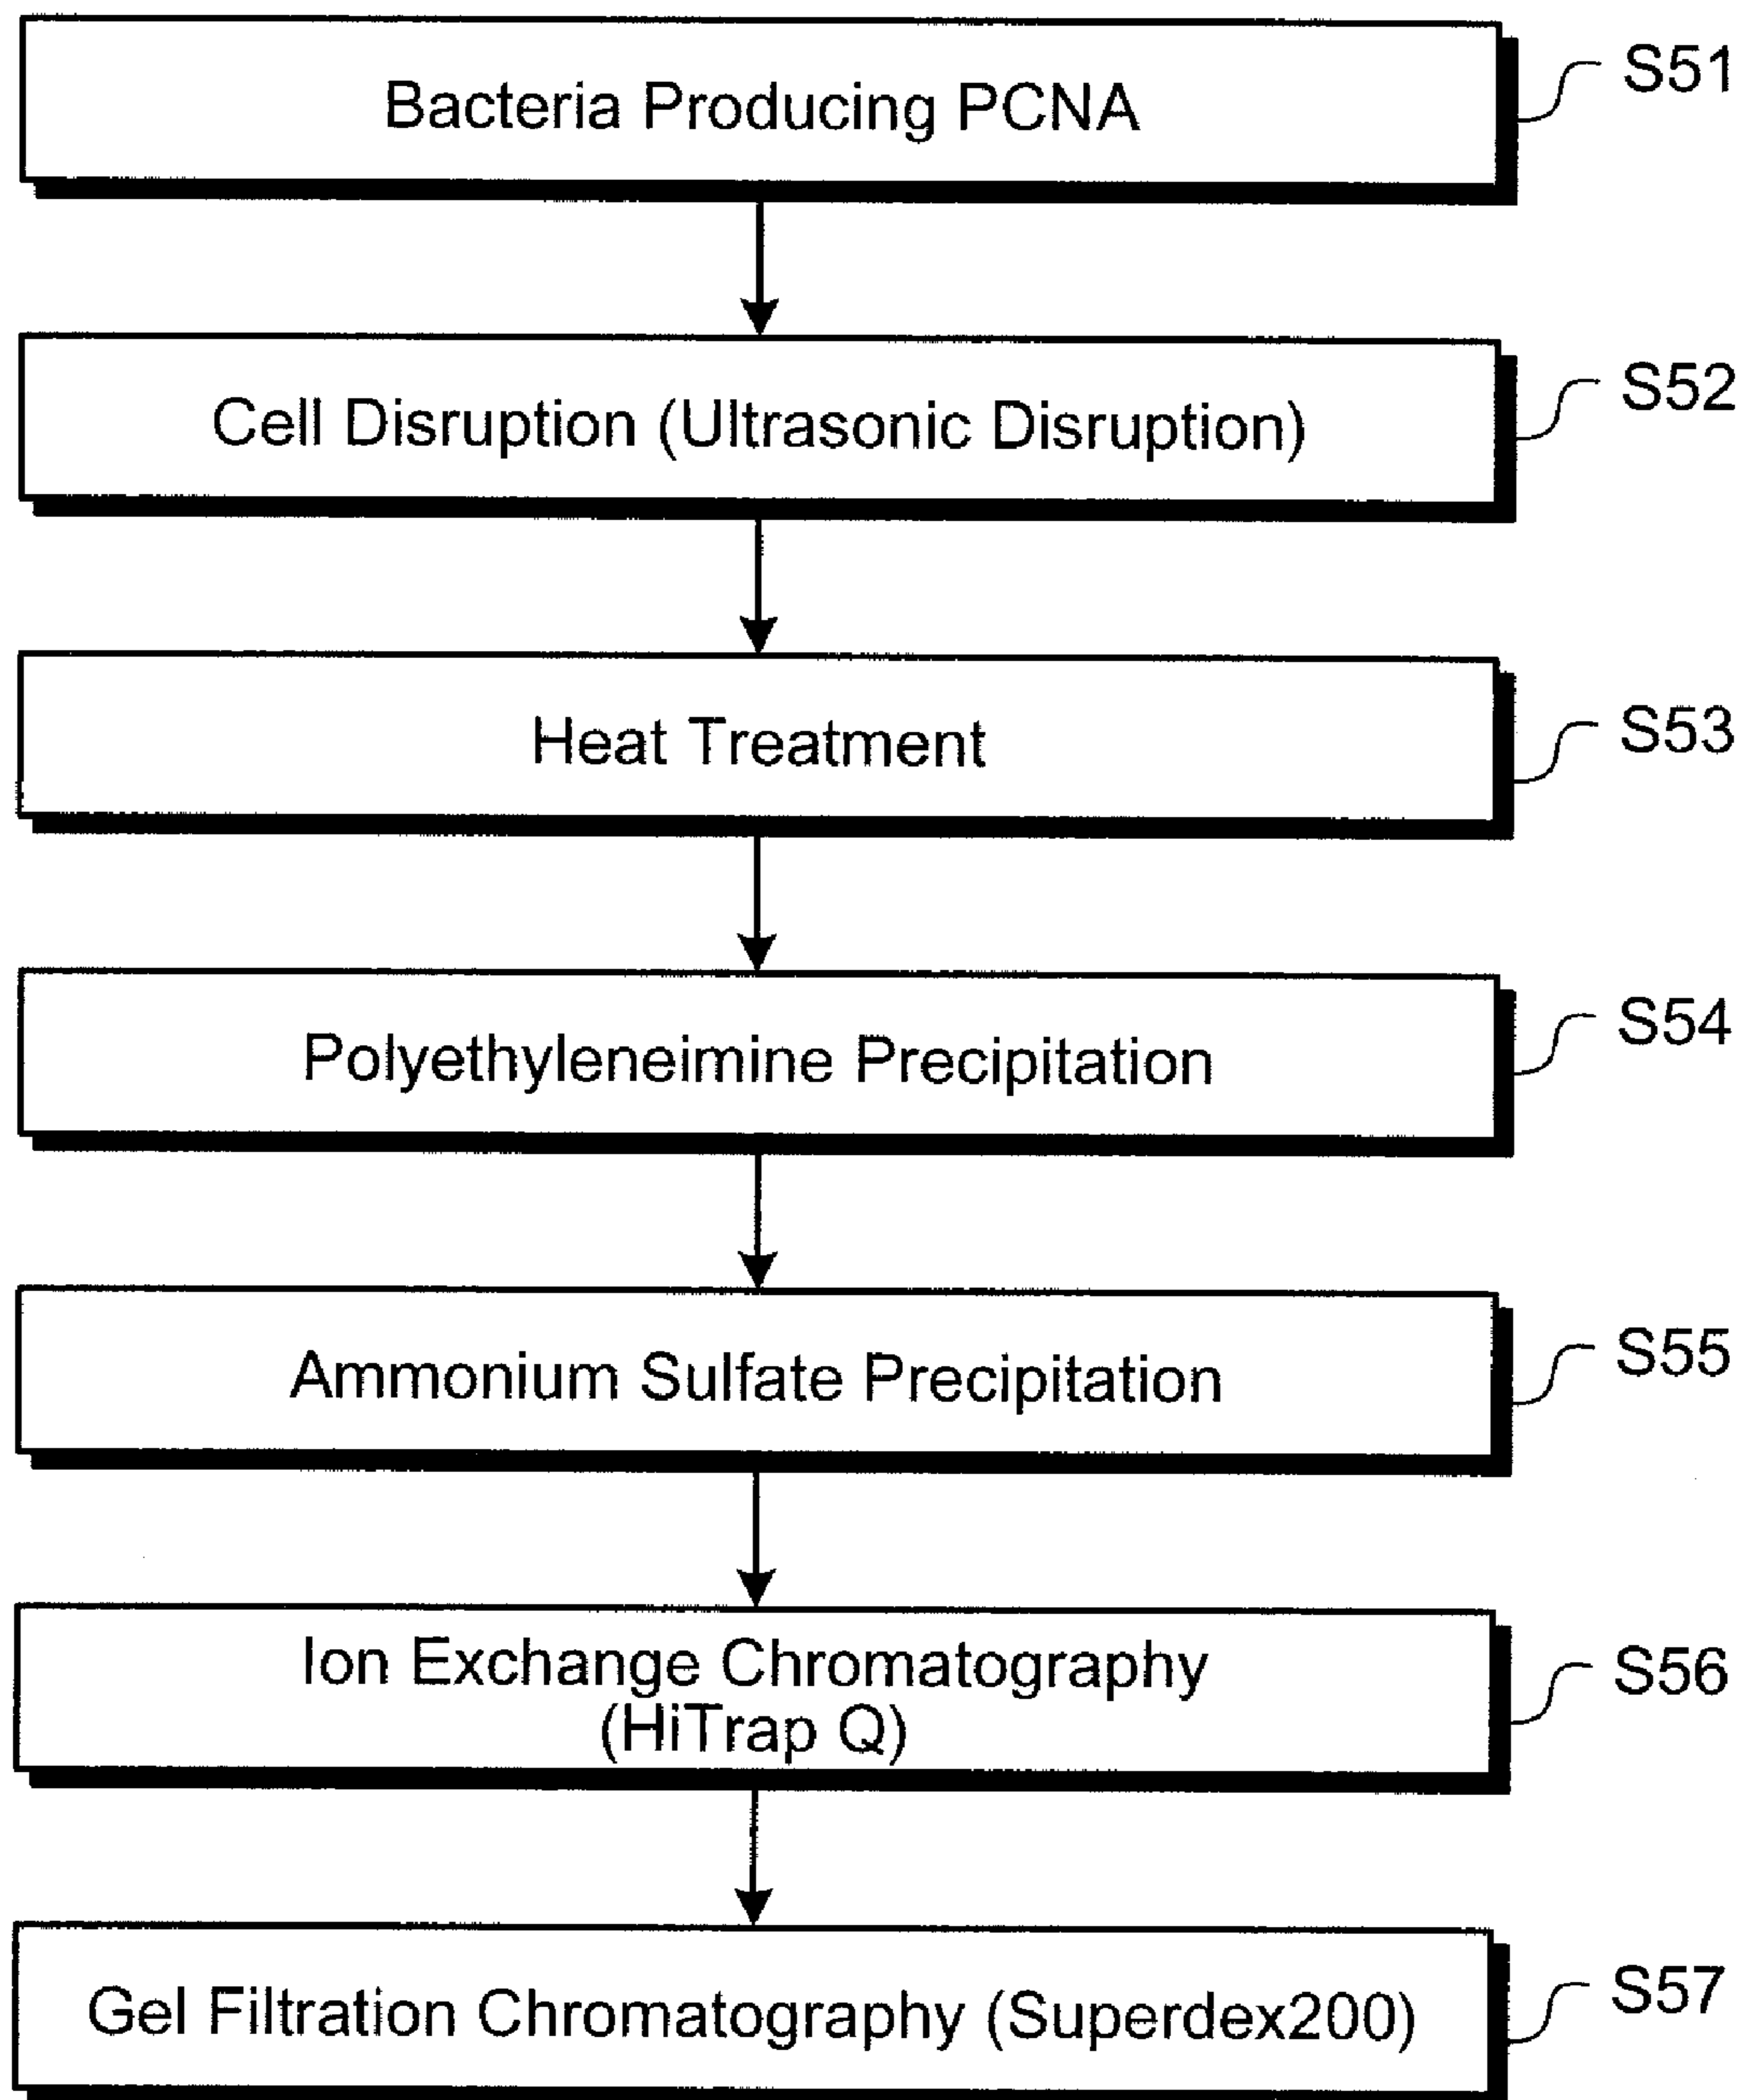 Bacteria Producing PCNA
S51
Cell Disruption (Ultrasonic Disruption)
S52
Heat Treatment
S53
Polyethyleneimine Precipitation
S54
Ammonium Sulfate Precipitation
S55
Ion Exchange Chromatography
(HiTrap Q)
S56
Gel Filtration Chromatography (Superdex200)
S57